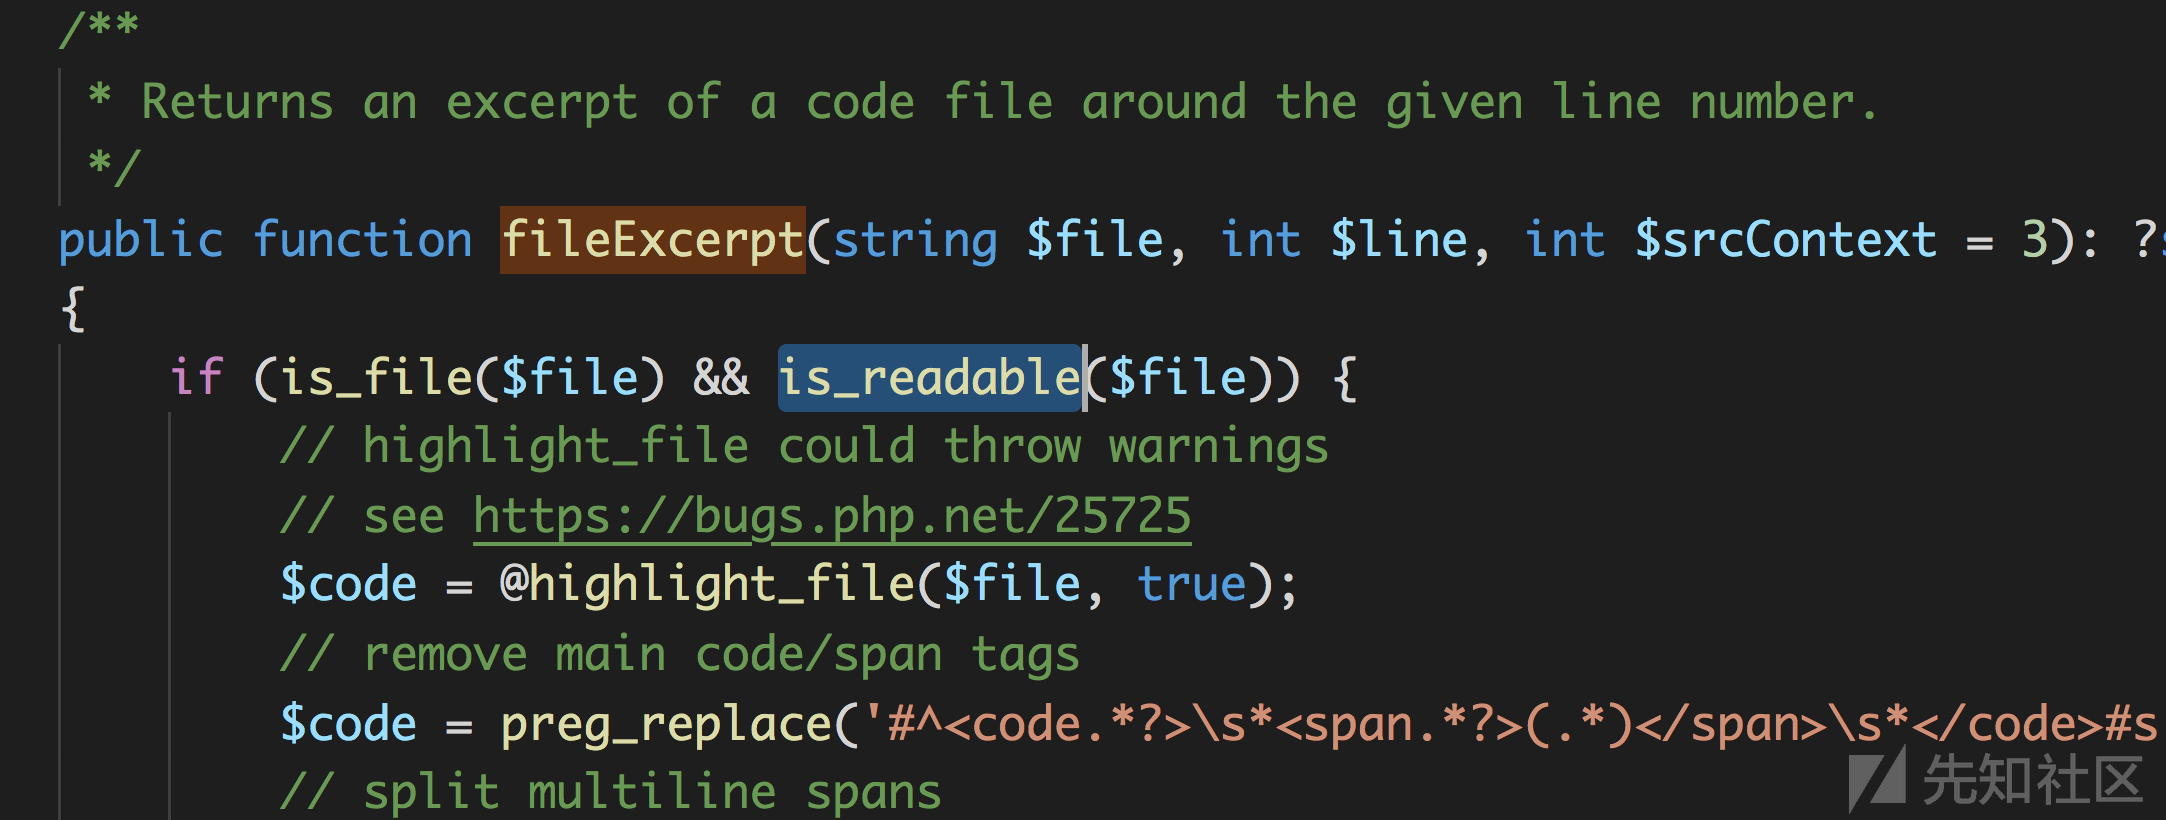 /**
 * Returns an excerpt of a code file around the given line number.
 */
public function fileExcerpt(string $file, int $line, int $srcContext = 3): ?s
{
    if (is_file($file) && is_readable($file)) {
        // highlight_file could throw warnings
        // see https://bugs.php.net/25725
        $code = @highlight_file($file, true);
        // remove main code/span tags
        $code = preg_replace('#^<code.*?>\s*<span.*?>(.*)</span>\s*</code>#s
        // split multiline spans
先知社区